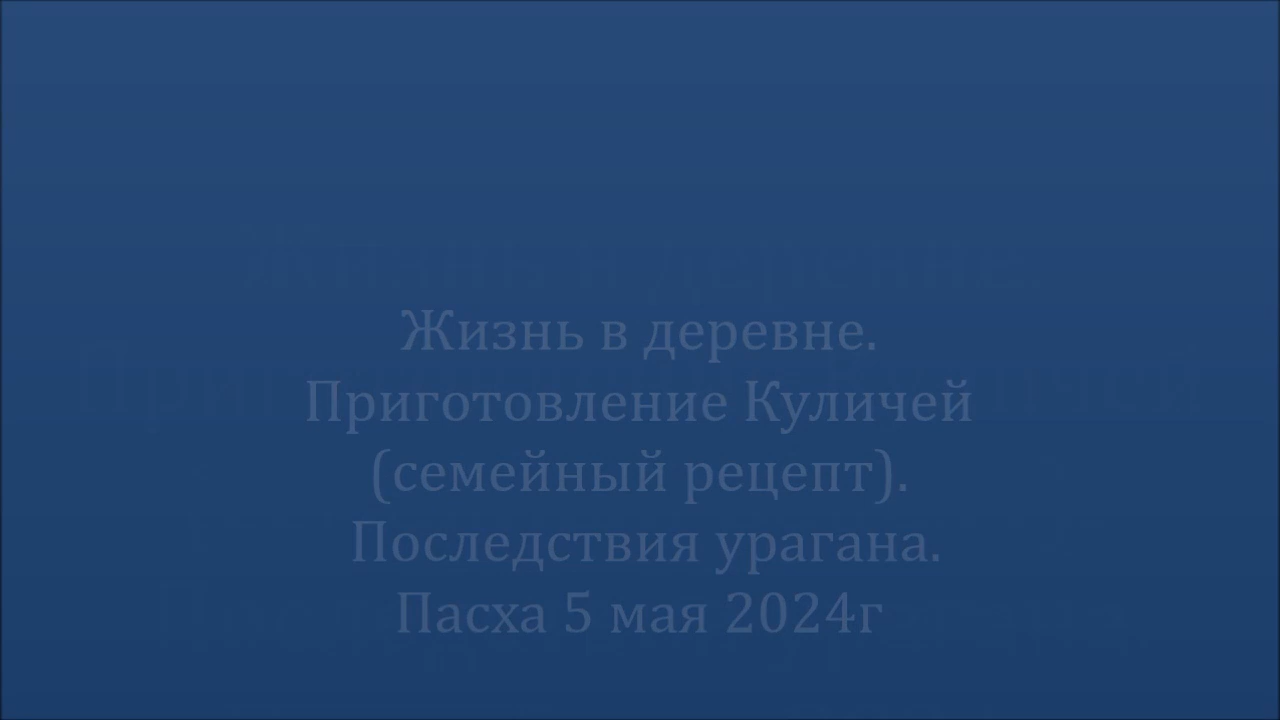 Жизнь в деревне.
Приготовление Куличей
(семейный рецепт).
Последствия урагана.
Пасха 5 мая 2024г